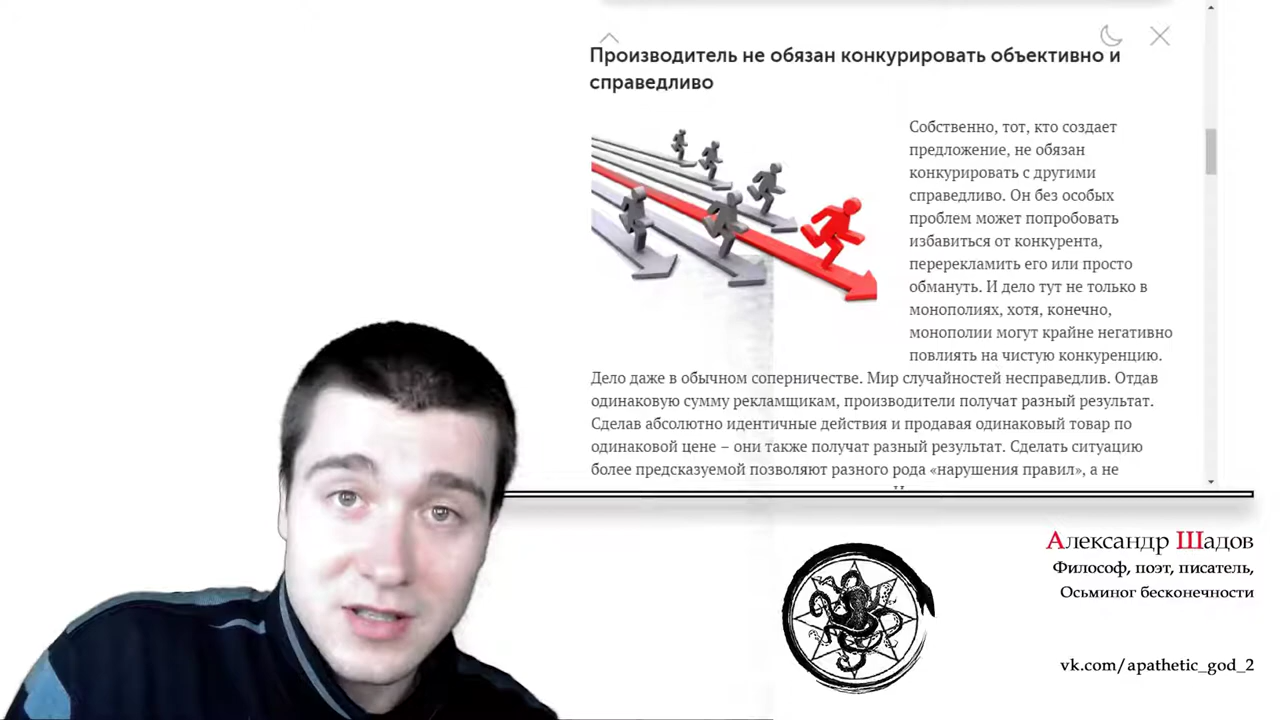 Производитель не обязан конкурировать объективно и
справедливо
Собственно, тот, кто создает
предложение, не обязан
конкурировать с другими
справедливо. Он без особых
проблем может попробовать
избавиться от конкурента,
перерекламить его или просто
обмануть. И дело тут не только в
монополиях, хотя, конечно,
монополии могут крайне негативно
повлиять на чистую конкуренцию.
Дело даже в обычном соперничестве. Мир случайностей несправедлив. Отдав
одинаковую сумму рекламщикам, производители получат разный результат.
Сделав абсолютно идентичные действия и продавая одинаковый товар по
одинаковой цене – они также получат разный результат. Сделать ситуацию
более предсказуемой позволяют разного рода «нарушения правил», а не
Александр Шадов
Философ, поэт, писатель,
Осьминог бесконечности
vk.com/apathetic_god_2